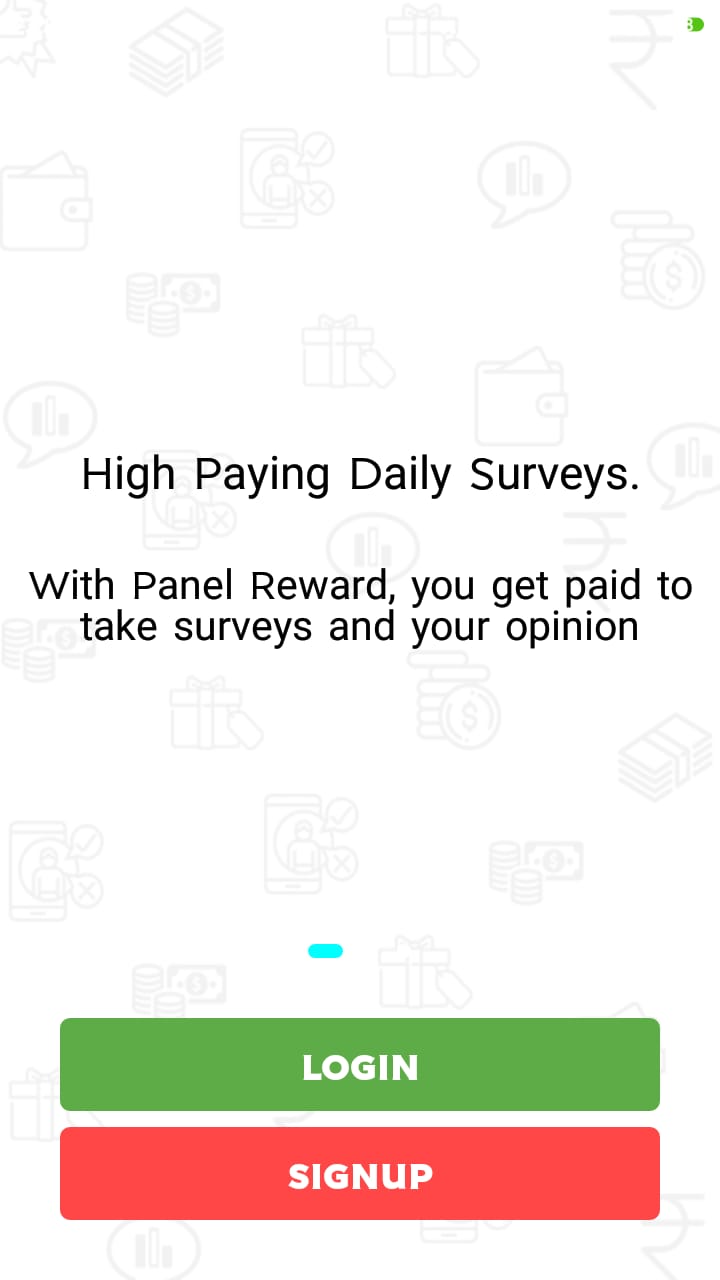 High Paying Daily Surveys.
With Panel Reward, you get paid to
take surveys and your opinion
LOGIN
SIGNUP